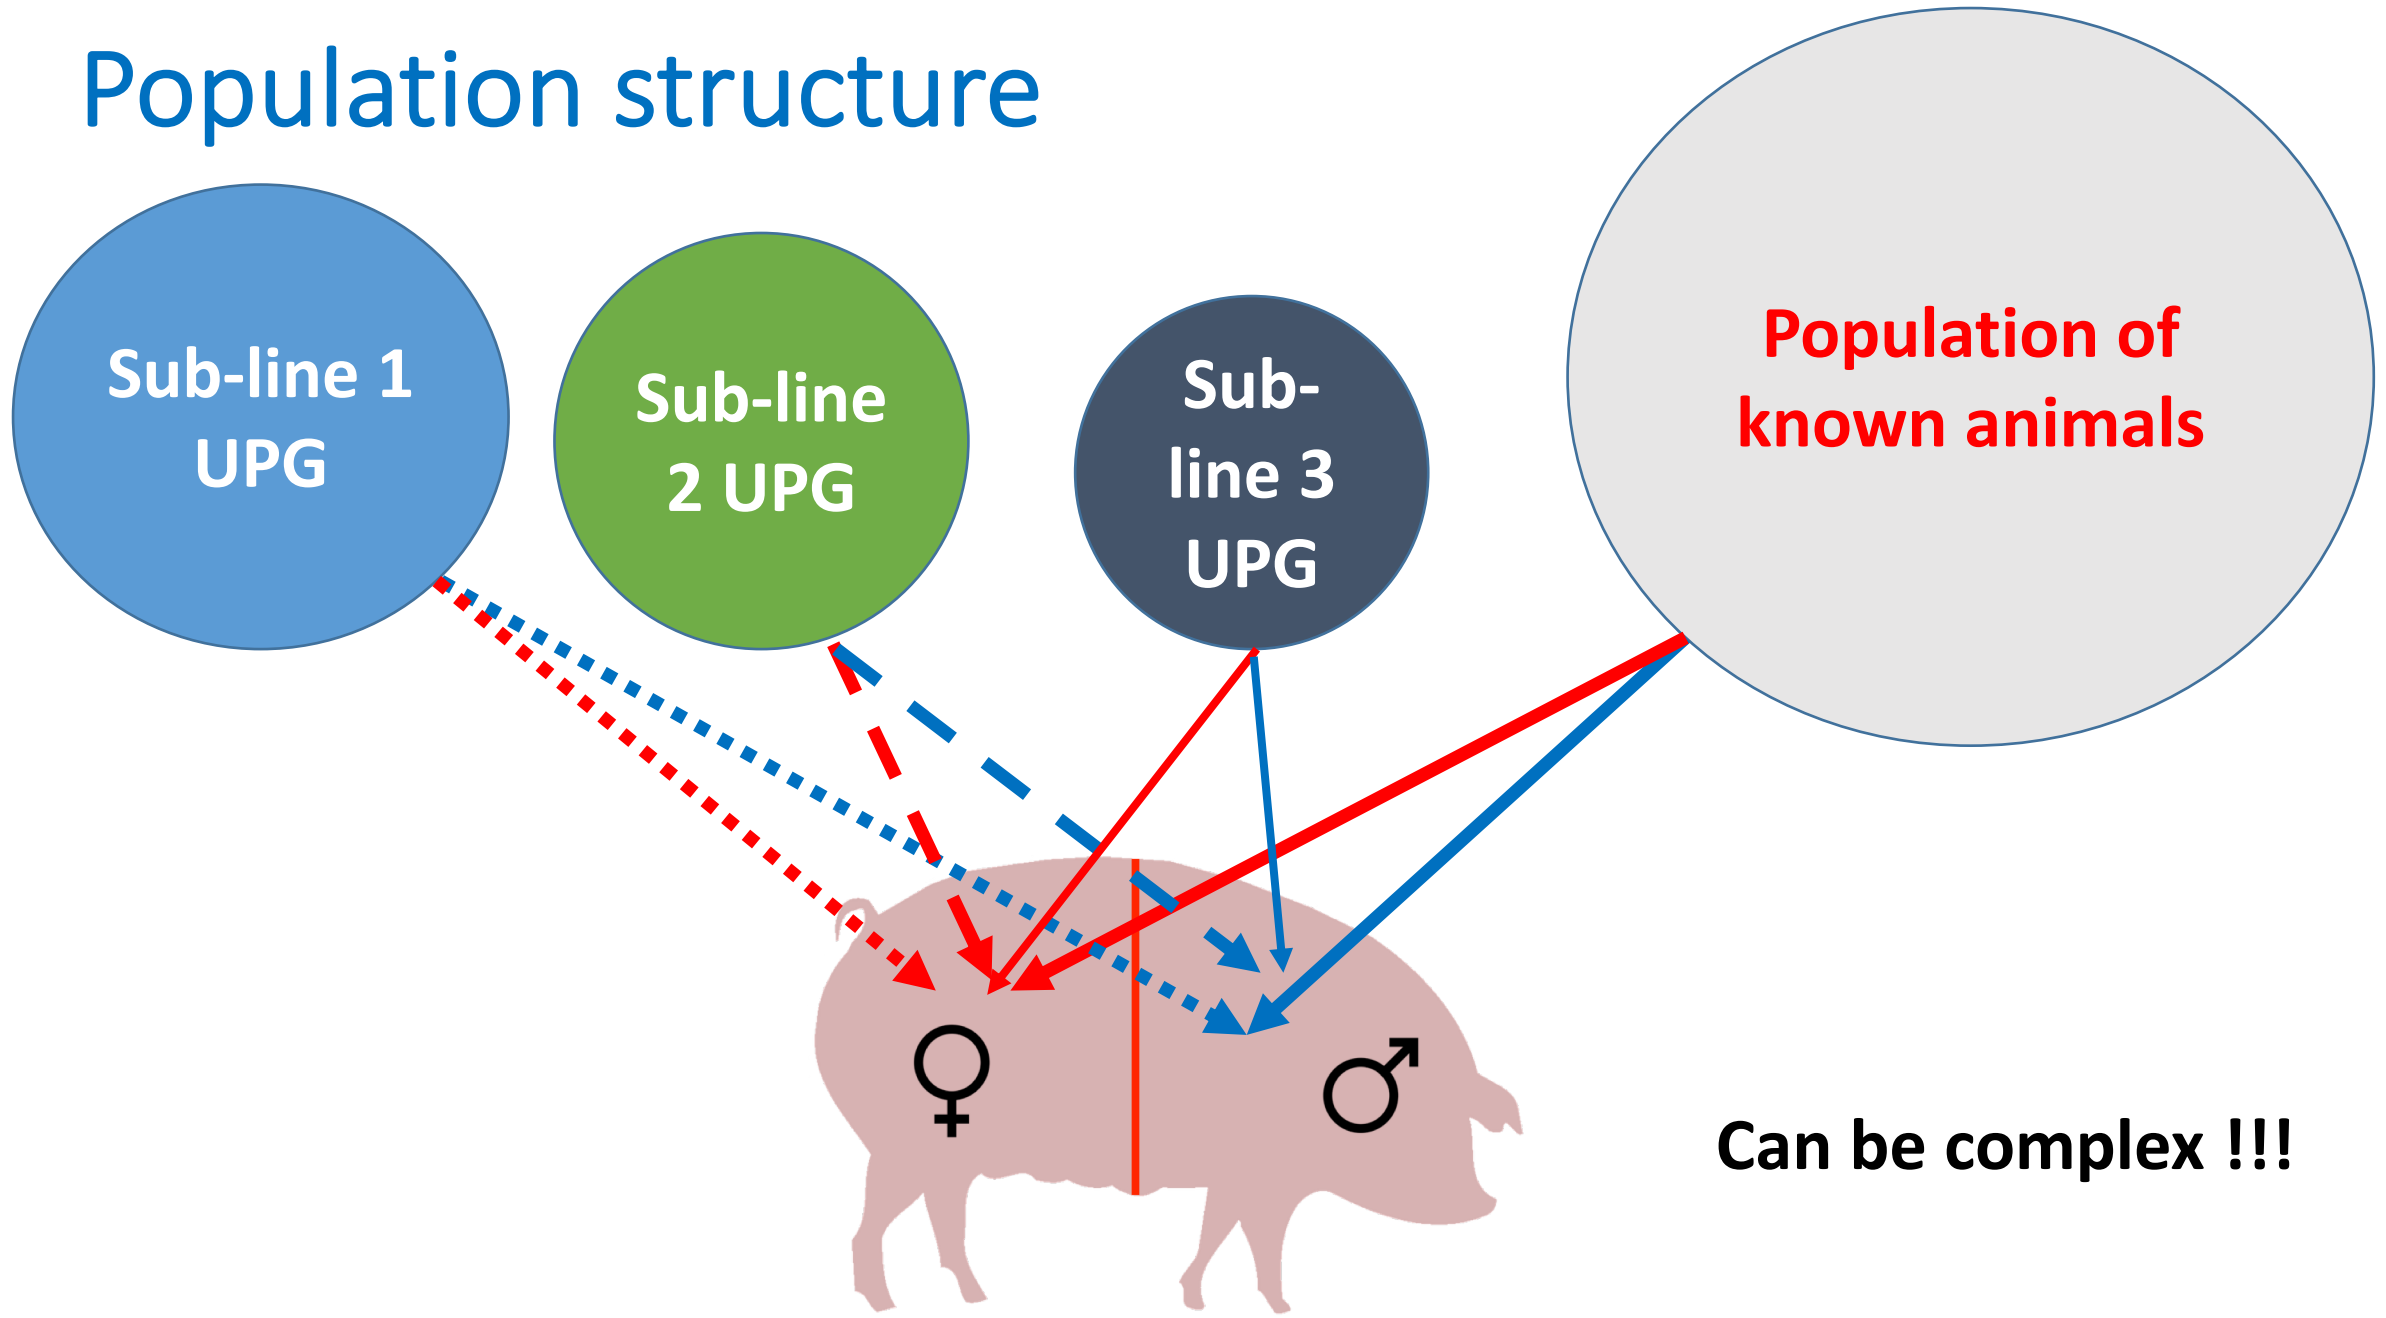 Population structure
Sub-line 1
UPG
Sub-line
2 UPG
Sub-
line 3
UPG
Population of
known animals
Can be complex !!!